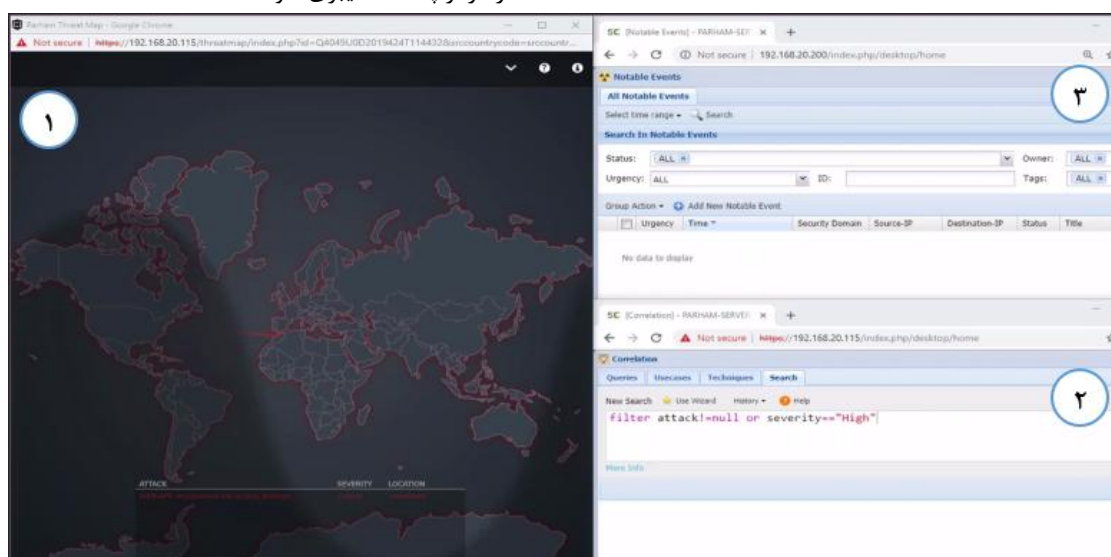 Parham Threat Map - Google Chrome
Not secure | https://192.168.20.115/threatmap/index.php?id=Q4049U0D2019424T114432&srccountrycode=srccountr...
۱
ATTACK SEVERITY LOCATION
SC [Notable Events] - PARHAM-SER
Not secure | 192.168.20.200/index.php/desktop/home
Notable Events
All Notable Events
Select time range Search
Search In Notable Events
Status: ALL Owner: ALL
Urgency: ALL ID: Tags: ALL
Group Action Add New Notable Event
Urgency Time Security Domain Source-IP Destination-IP Status Title
No data to display
۳
SC [Correlation] - PARHAM-SERVER
Not secure | https://192.168.20.115/index.php/desktop/home
Correlation
Queries Usecases Techniques Search
New Search Use Wizard History Help
filter attack!=null or severity=="High"
More Info
۲